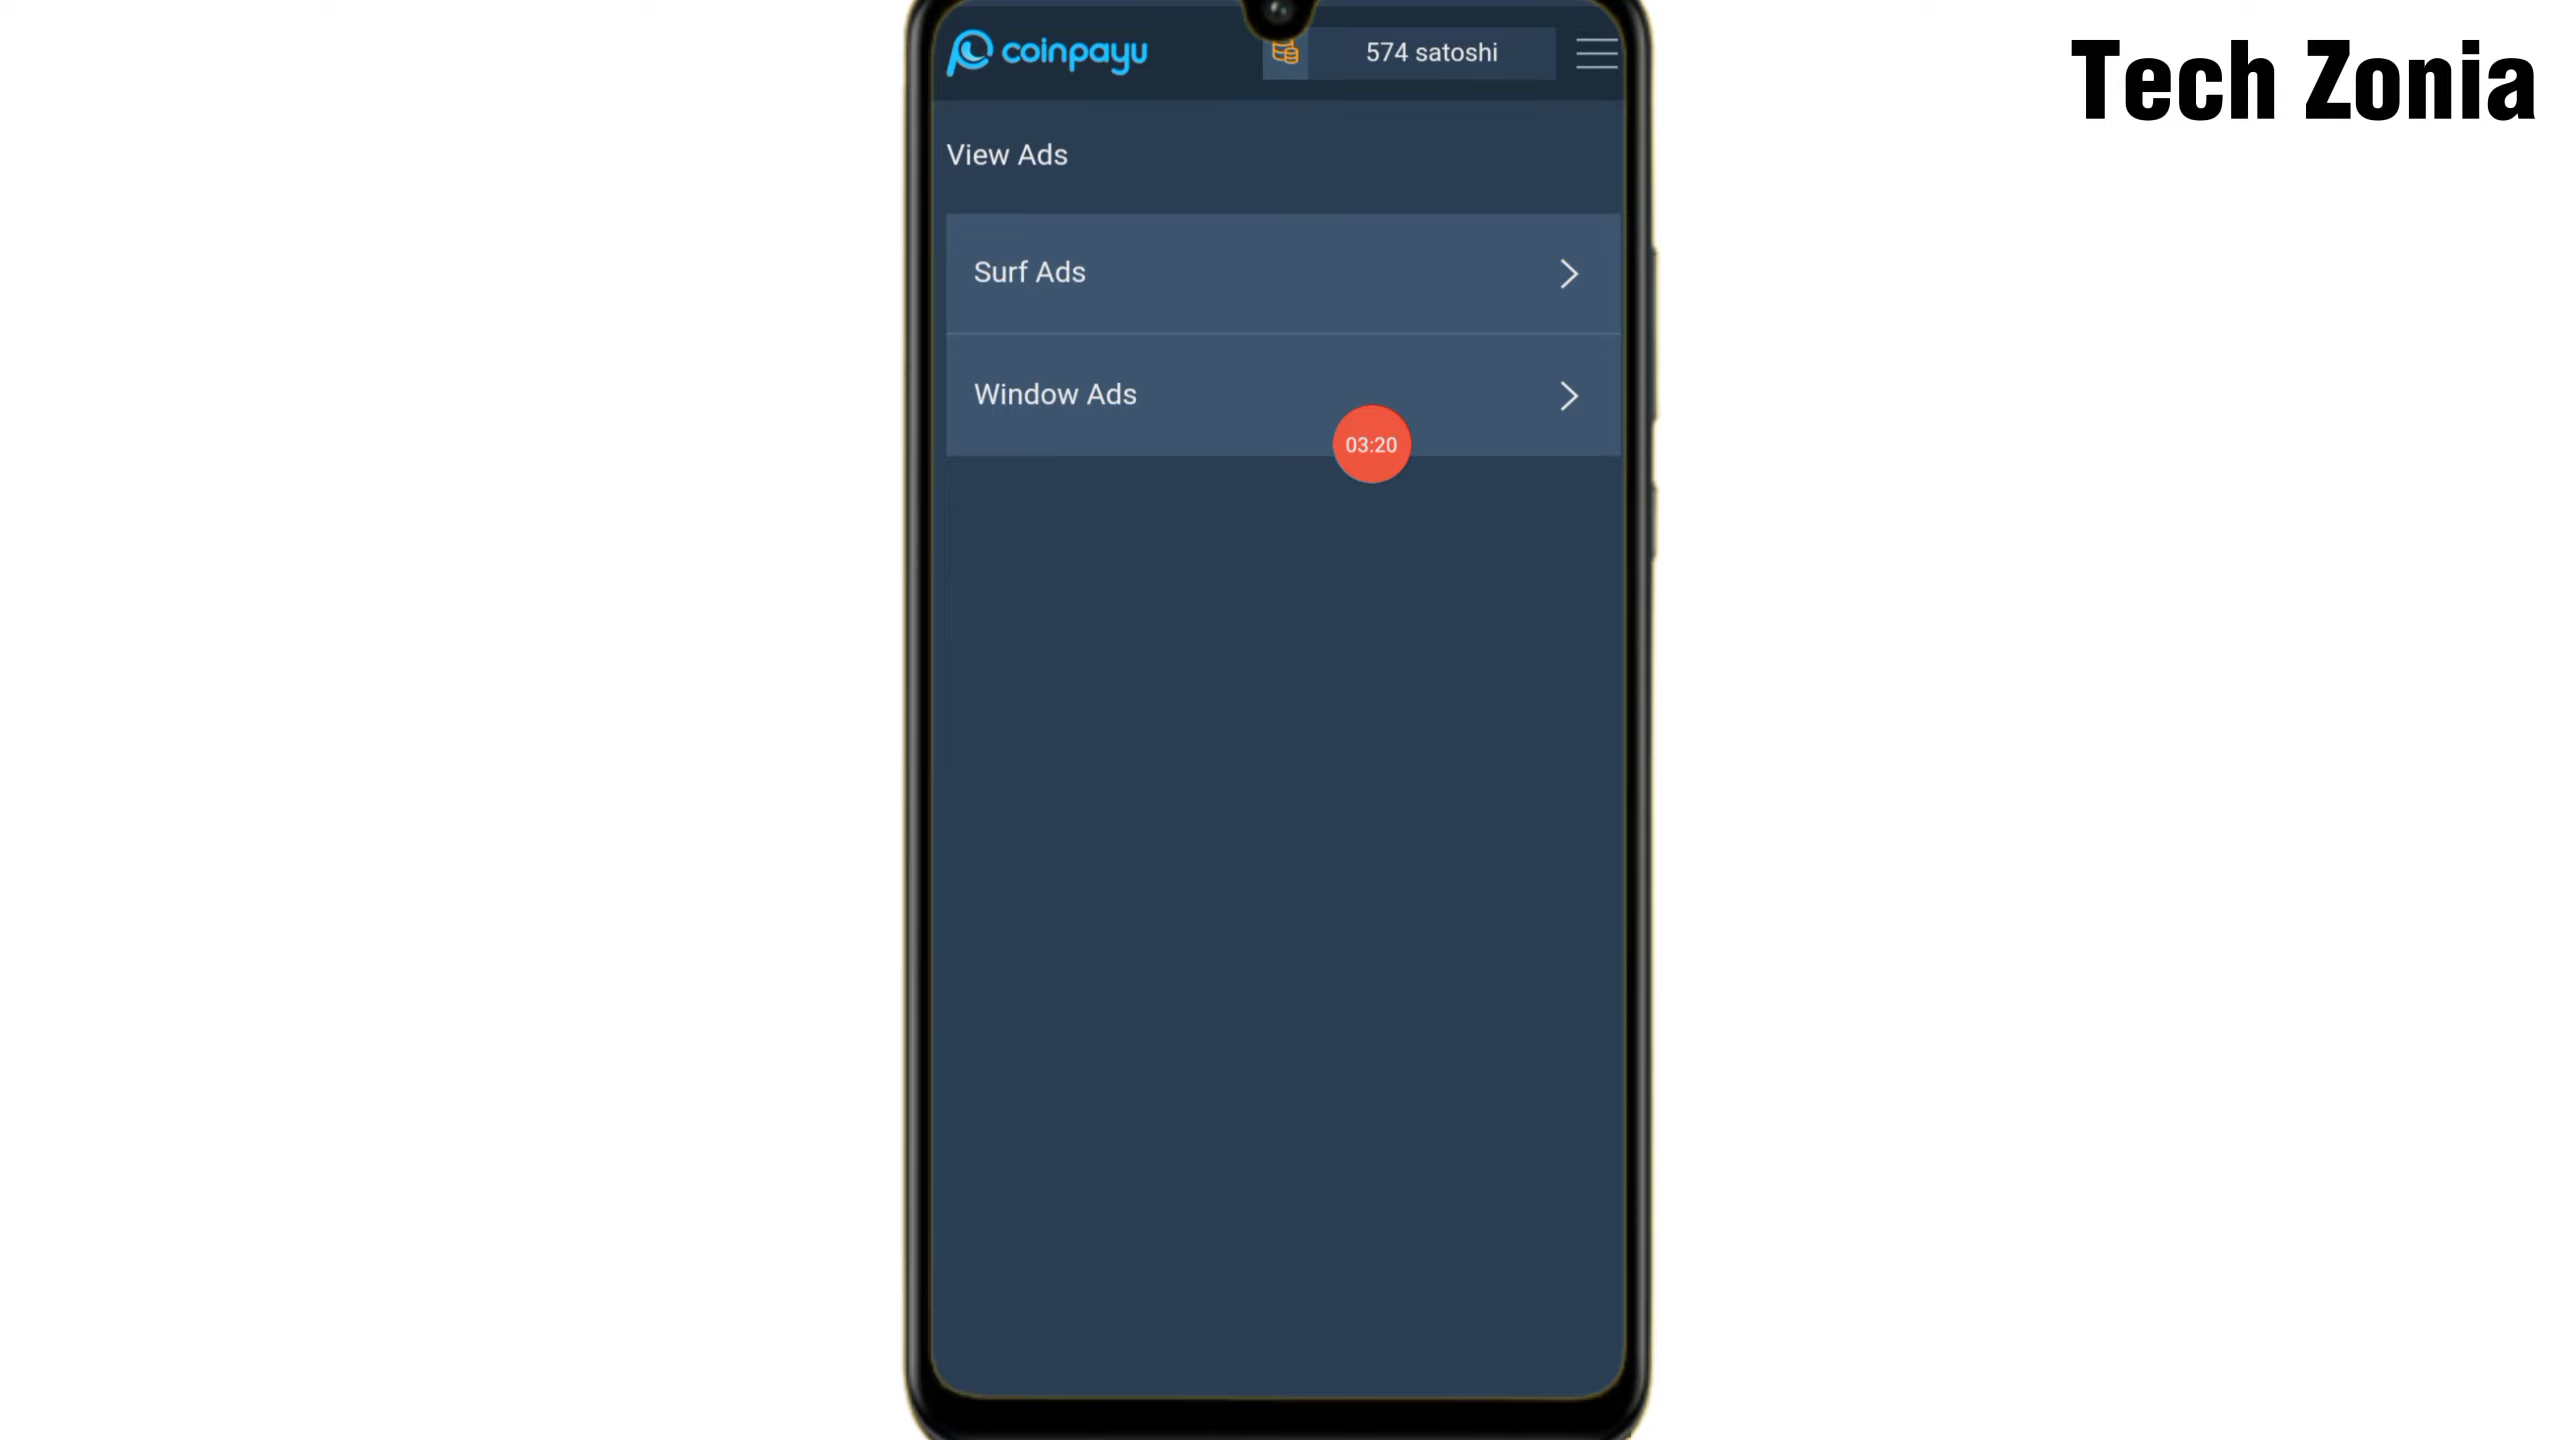 coinpayu
574 satoshi
Tech Zonia
View Ads
Surf Ads
Window Ads
03:20